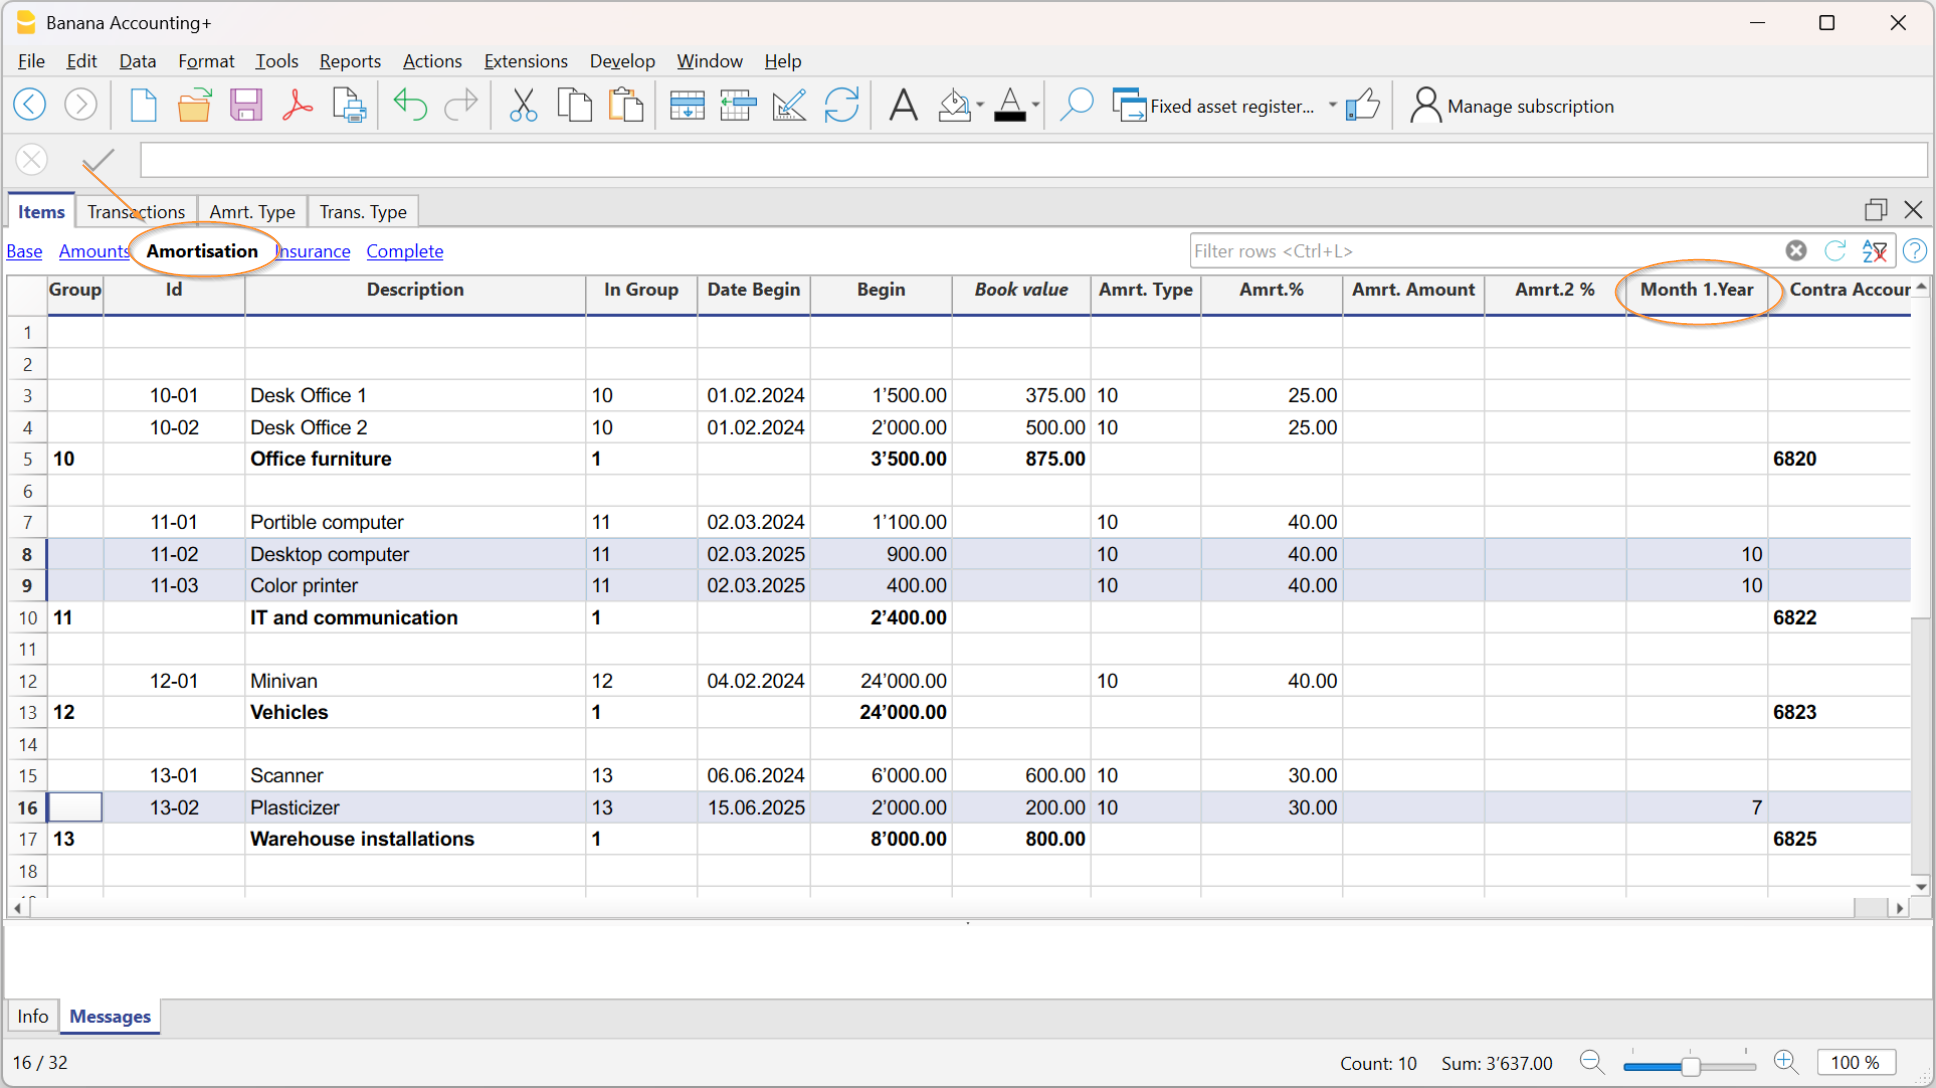 Banana Accounting+
File Edit Data Format Tools Reports Actions Extensions Develop Window Help
Fixed asset register... Manage subscription
Items Transactions Amrt. Type Trans. Type
Base Amounts Amortisation Insurance Complete Filter rows <Ctrl+L>
Group Id Description In Group Date Begin Begin Book value Amrt. Type Amrt.% Amrt. Amount Amrt.2 % Month 1.Year Contra Accour
1
2
3 10-01 Desk Office 1 10 01.02.2024 1’500.00 375.00 10 25.00
4 10-02 Desk Office 2 10 01.02.2024 2’000.00 500.00 10 25.00
5 10 Office furniture 1 3’500.00 875.00 6820
6
7 11-01 Portible computer 11 02.03.2024 1’100.00 10 40.00
8 11-02 Desktop computer 11 02.03.2025 900.00 10 40.00 10
9 11-03 Color printer 11 02.03.2025 400.00 10 40.00 10
10 11 IT and communication 1 2’400.00 6822
11
12 12-01 Minivan 12 04.02.2024 24’000.00 10 40.00
13 12 Vehicles 1 24’000.00 6823
14
15 13-01 Scanner 13 06.06.2024 6’000.00 600.00 10 30.00
16 13-02 Plasticizer 13 15.06.2025 2’000.00 200.00 10 30.00 7
17 13 Warehouse installations 1 8’000.00 800.00 6825
18
Info Messages
16 / 32 Count: 10 Sum: 3’637.00 100 %